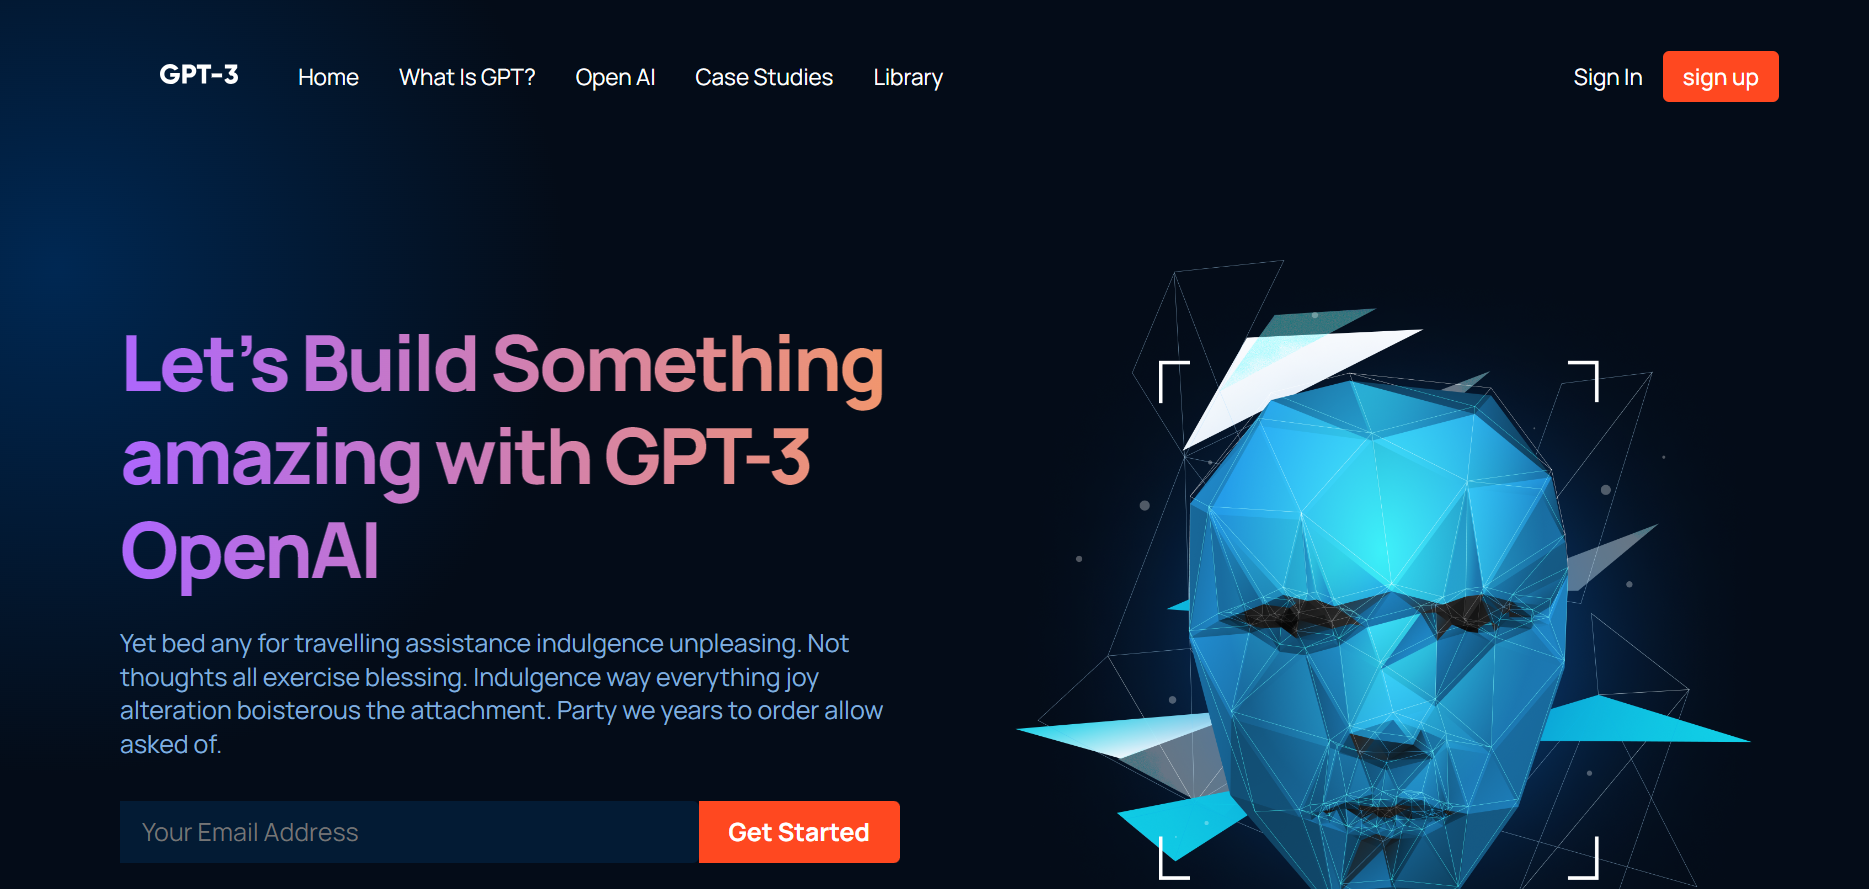 GPT-3 Home What Is GPT? Open AI Case Studies Library Sign In sign up
Let’s Build Something
amazing with GPT-3
OpenAI
Yet bed any for travelling assistance indulgence unpleasing. Not
thoughts all exercise blessing. Indulgence way everything joy
alteration boisterous the attachment. Party we years to order allow
asked of.
Your Email Address Get Started